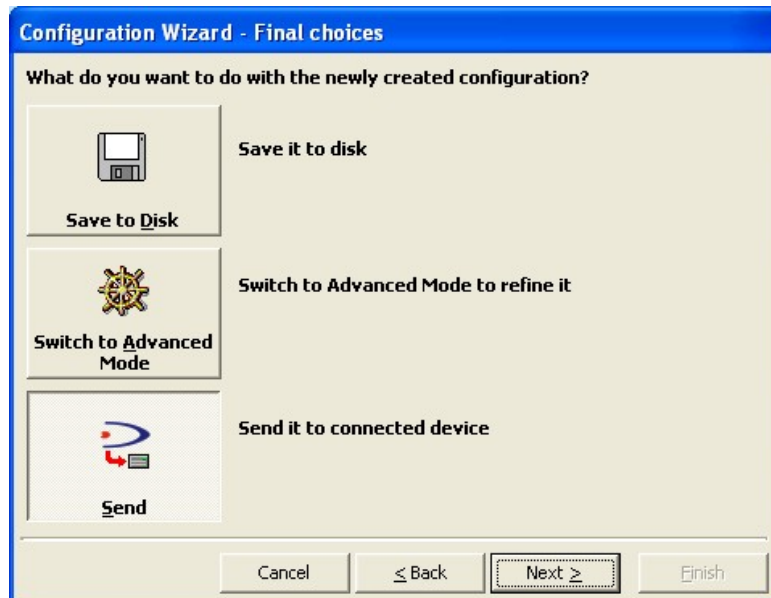 Configuration Wizard - Final choices
What do you want to do with the newly created configuration?
Save it to disk
Save to Disk
Switch to Advanced Mode to refine it
Switch to Advanced
Mode
Send it to connected device
Send
Cancel
< Back
Next >
Finish